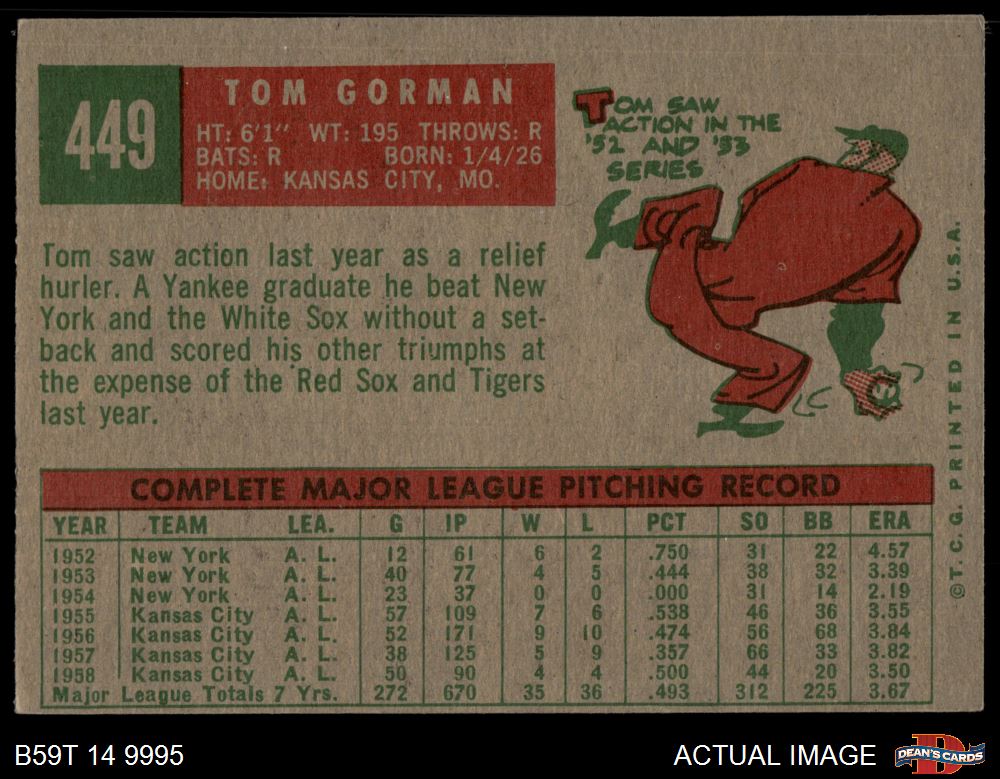 449
TOM GORMAN
HT: 6'1" WT: 195 THROWS: R
BATS: R BORN: 1/4/26
HOME: KANSAS CITY, MO.
TOM SAW
ACTION IN THE
'52 AND '53
SERIES
Tom saw action last year as a relief
hurler. A Yankee graduate he beat New
York and the White Sox without a set-
back and scored his other triumphs at
the expense of the Red Sox and Tigers
last year.
COMPLETE MAJOR LEAGUE PITCHING RECORD
YEAR TEAM LEA. G IP W L PCT SO BB ERA
1952 New York A. L. 12 61 6 2 .750 31 22 4.57
1953 New York A. L. 40 77 4 5 .444 38 32 3.39
1954 New York A. L. 23 37 0 0 .000 31 14 2.19
1955 Kansas City A. L. 57 109 7 6 .538 46 36 3.55
1956 Kansas City A. L. 52 171 9 10 .474 56 68 3.84
1957 Kansas City A. L. 38 125 5 9 .357 66 33 3.82
1958 Kansas City A. L. 50 90 4 4 .500 44 20 3.50
Major League Totals 7 Yrs. 272 670 35 36 .493 312 225 3.67
© T. C. G. PRINTED IN U.S.A.
B59T 14 9995
ACTUAL IMAGE
DEAN'S CARDS